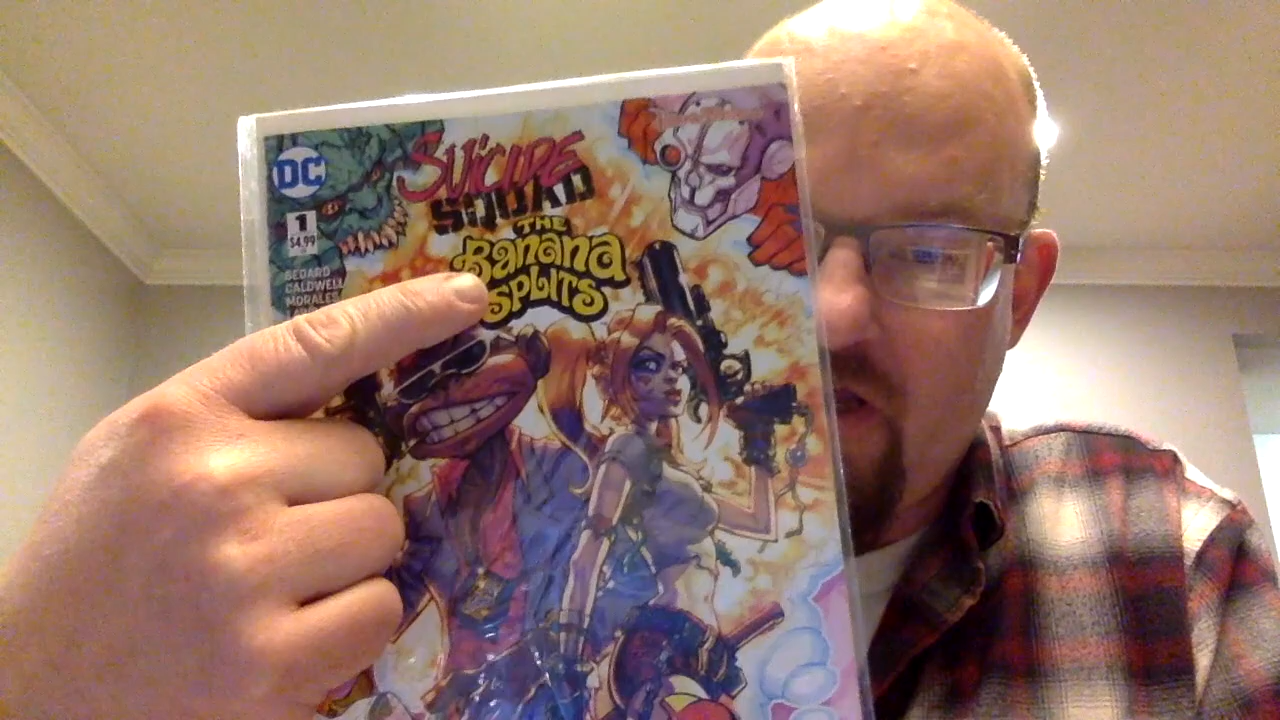 DC
SUICIDE
SQUAD
THE
Banana
SPLITS
1
$4.99
BEDARD
CALDWELL
MORALES